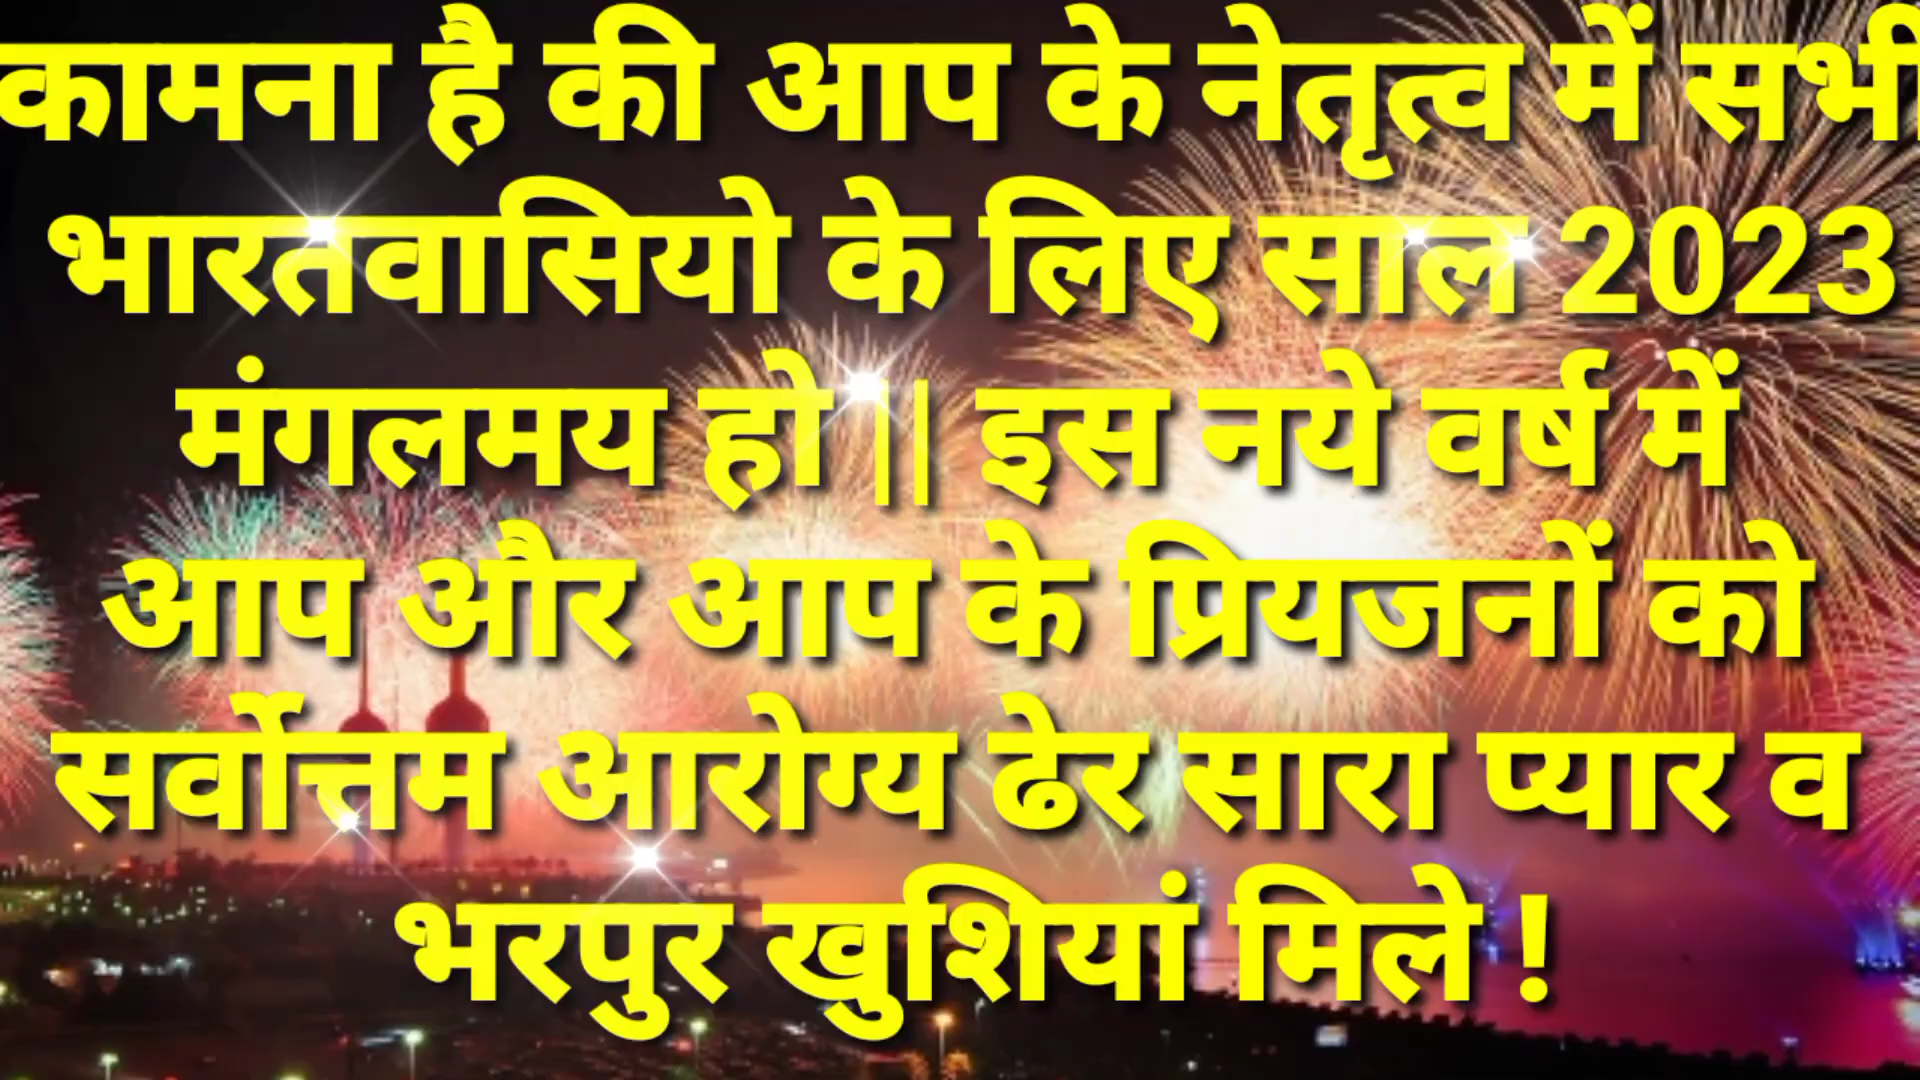 कामना है की आप के नेतृत्व में सभी
भारतवासियो के लिए साल 2023
मंगलमय हो || इस नये वर्ष में
आप और आप के प्रियजनों को
सर्वोत्तम आरोग्य ढेर सारा प्यार व
भरपुर खुशियां मिले !